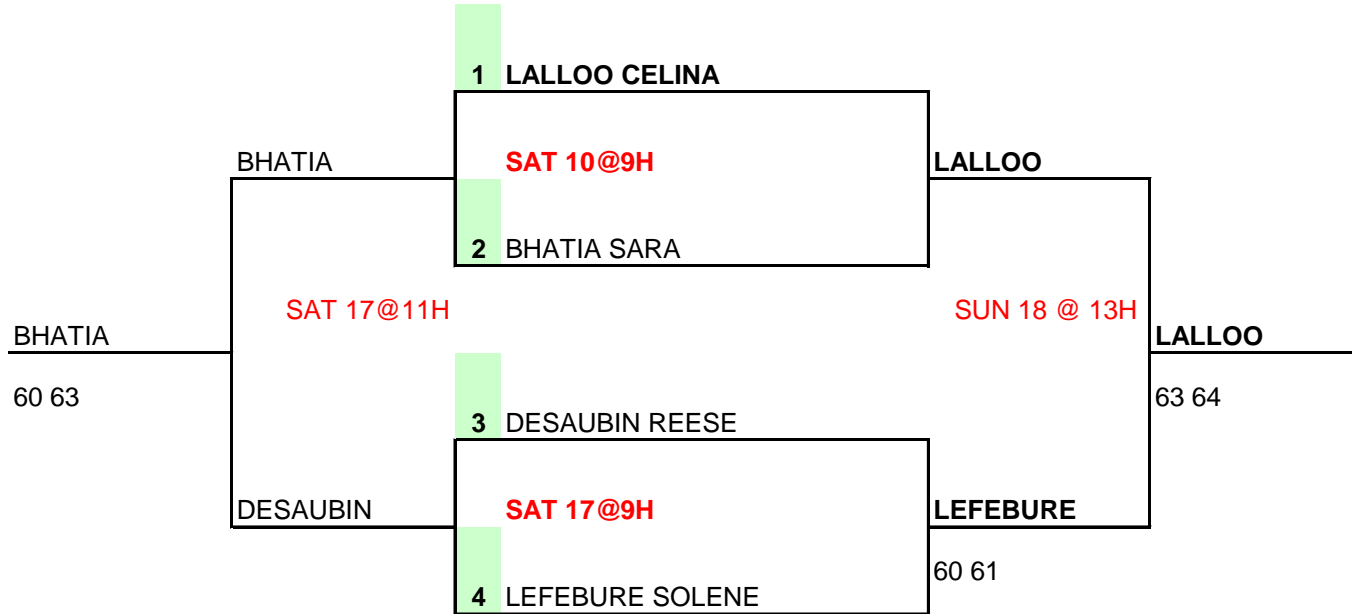 1 LALLOO CELINA
BHATIA SAT 10@9H LALLOO
2 BHATIA SARA
SAT 17@11H SUN 18 @ 13H
BHATIA LALLOO
60 63 63 64
3 DESAUBIN REESE
DESAUBIN SAT 17@9H LEFEBURE
60 61
4 LEFEBURE SOLENE